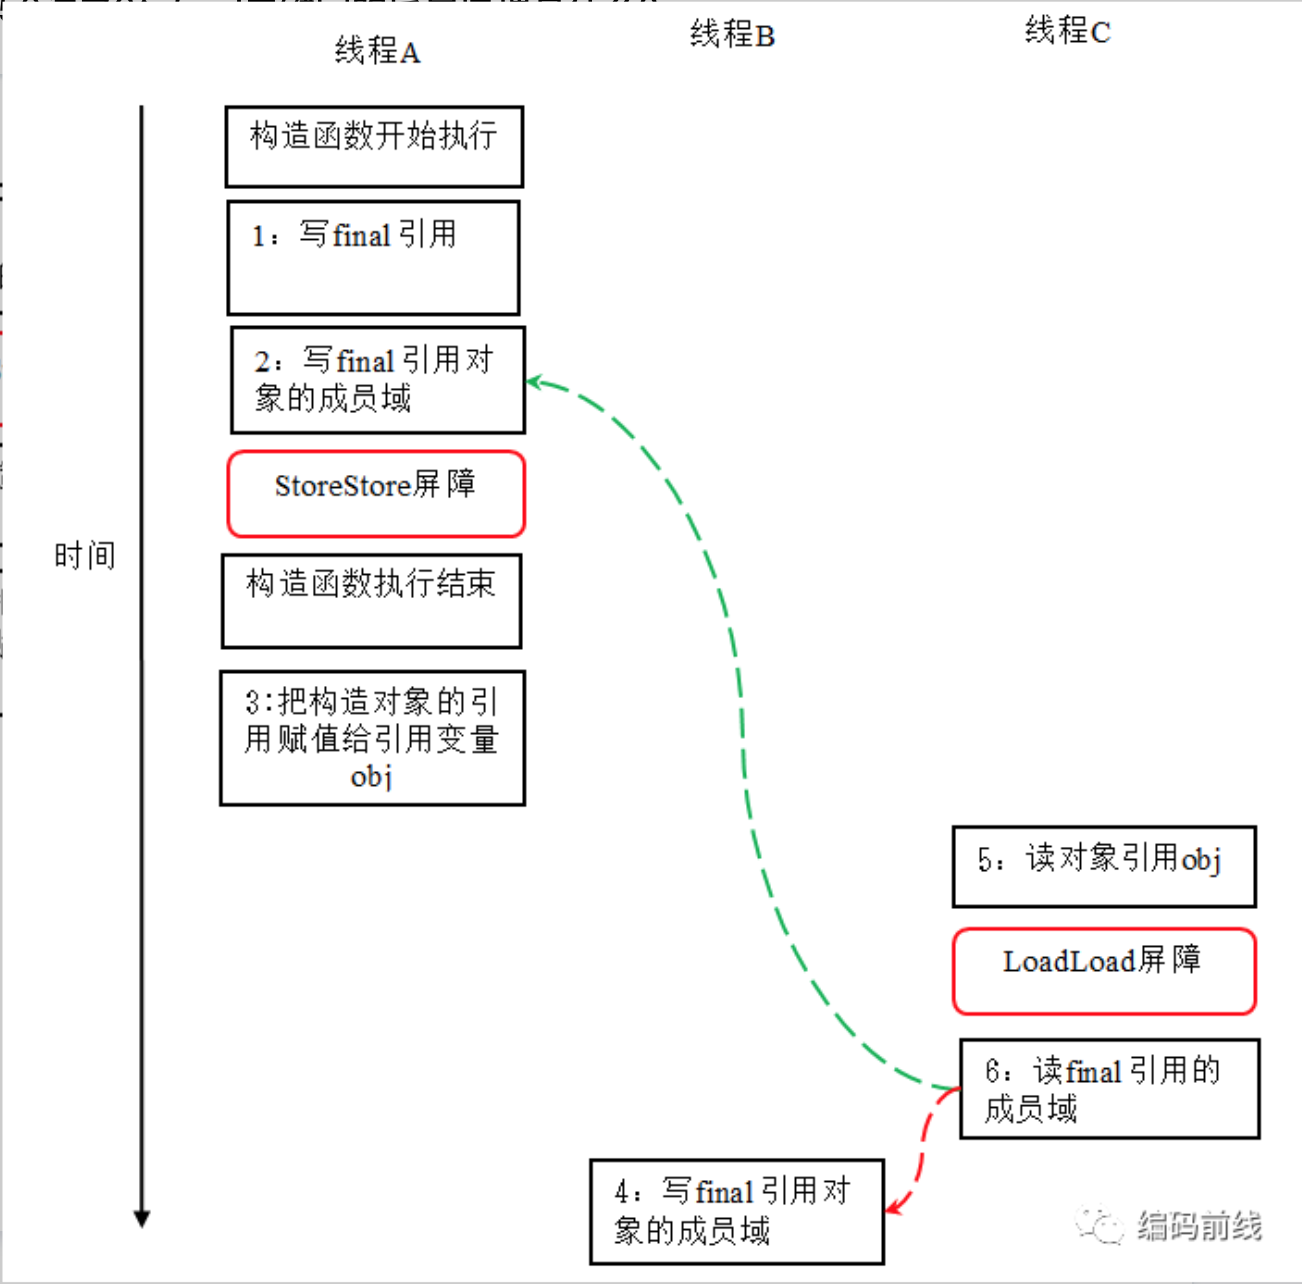 线程A
线程B
线程C
构造函数开始执行
1：写final引用
2：写final引用对
象的成员域
StoreStore屏障
时间
构造函数执行结束
3:把构造对象的引
用赋值给引用变量
obj
5：读对象引用obj
LoadLoad屏障
6：读final引用的
成员域
4：写final引用对
象的成员域
编码前线